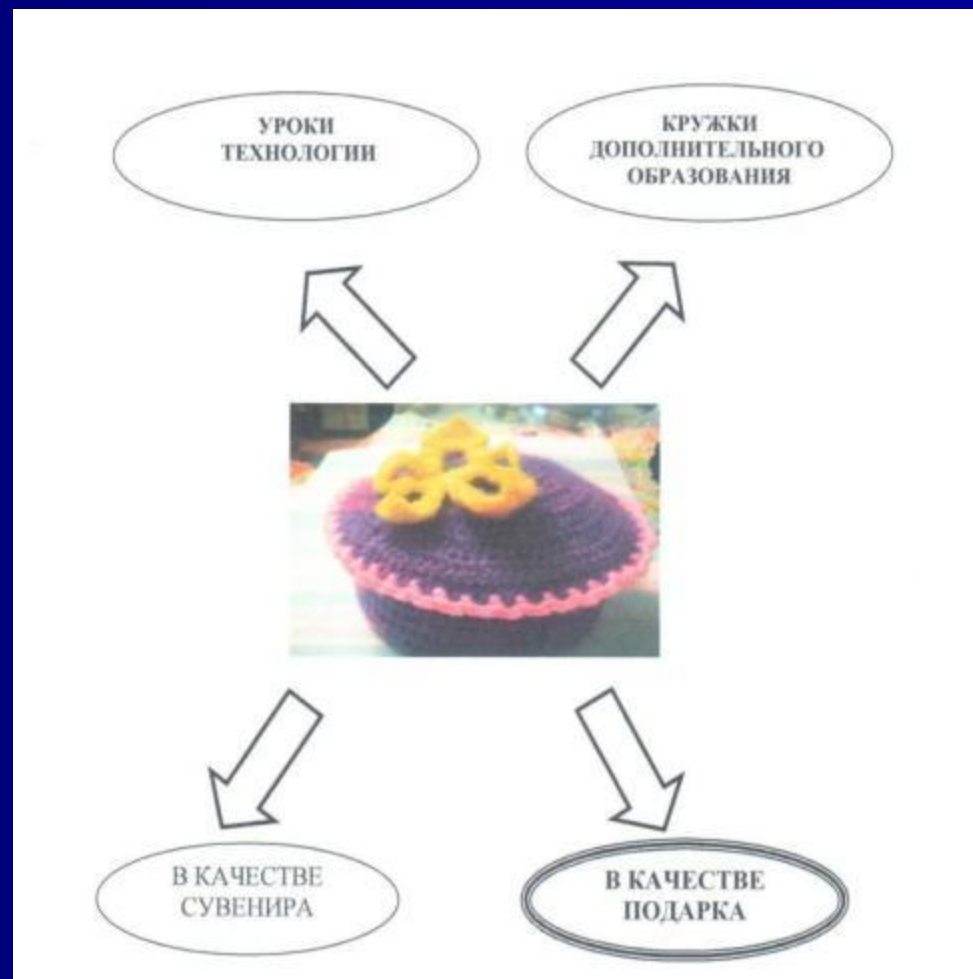 УРОКИ
ТЕХНОЛОГИИ
КРУЖКИ
ДОПОЛНИТЕЛЬНОГО
ОБРАЗОВАНИЯ
В КАЧЕСТВЕ
СУВЕНИРА
В КАЧЕСТВЕ
ПОДАРКА